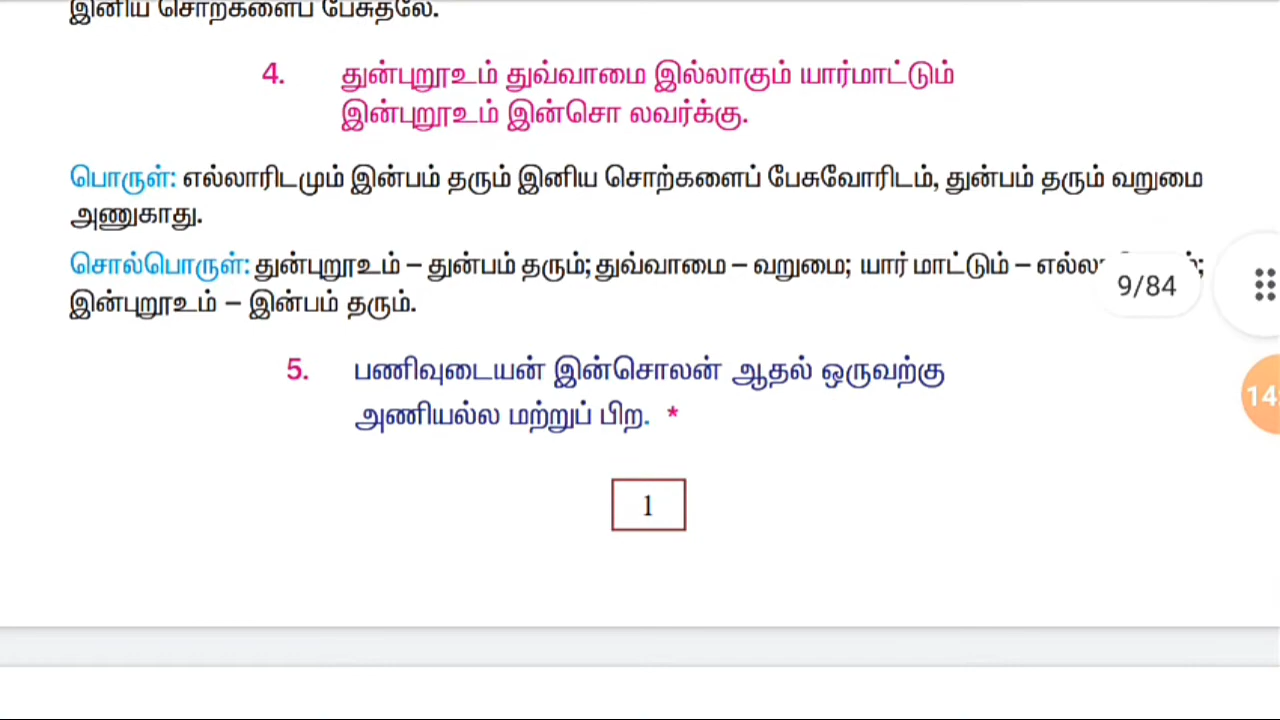 இனிய சொற்களைப் பேசுதலே.
4. துன்புறூஉம் துவ்வாமை இல்லாகும் யார்மாட்டும்
இன்புறூஉம் இன்சொ லவர்க்கு.
பொருள்: எல்லாரிடமும் இன்பம் தரும் இனிய சொற்களைப் பேசுவோரிடம், துன்பம் தரும் வறுமை
அணுகாது.
சொல்பொருள்: துன்புறூஉம் – துன்பம் தரும்; துவ்வாமை – வறுமை; யார் மாட்டும் –
9/84
இன்புறூஉம் – இன்பம் தரும்.
5. பணிவுடையன் இன்சொலன் ஆதல் ஒருவற்கு
14
அணியல்ல மற்றுப் பிற. *
1